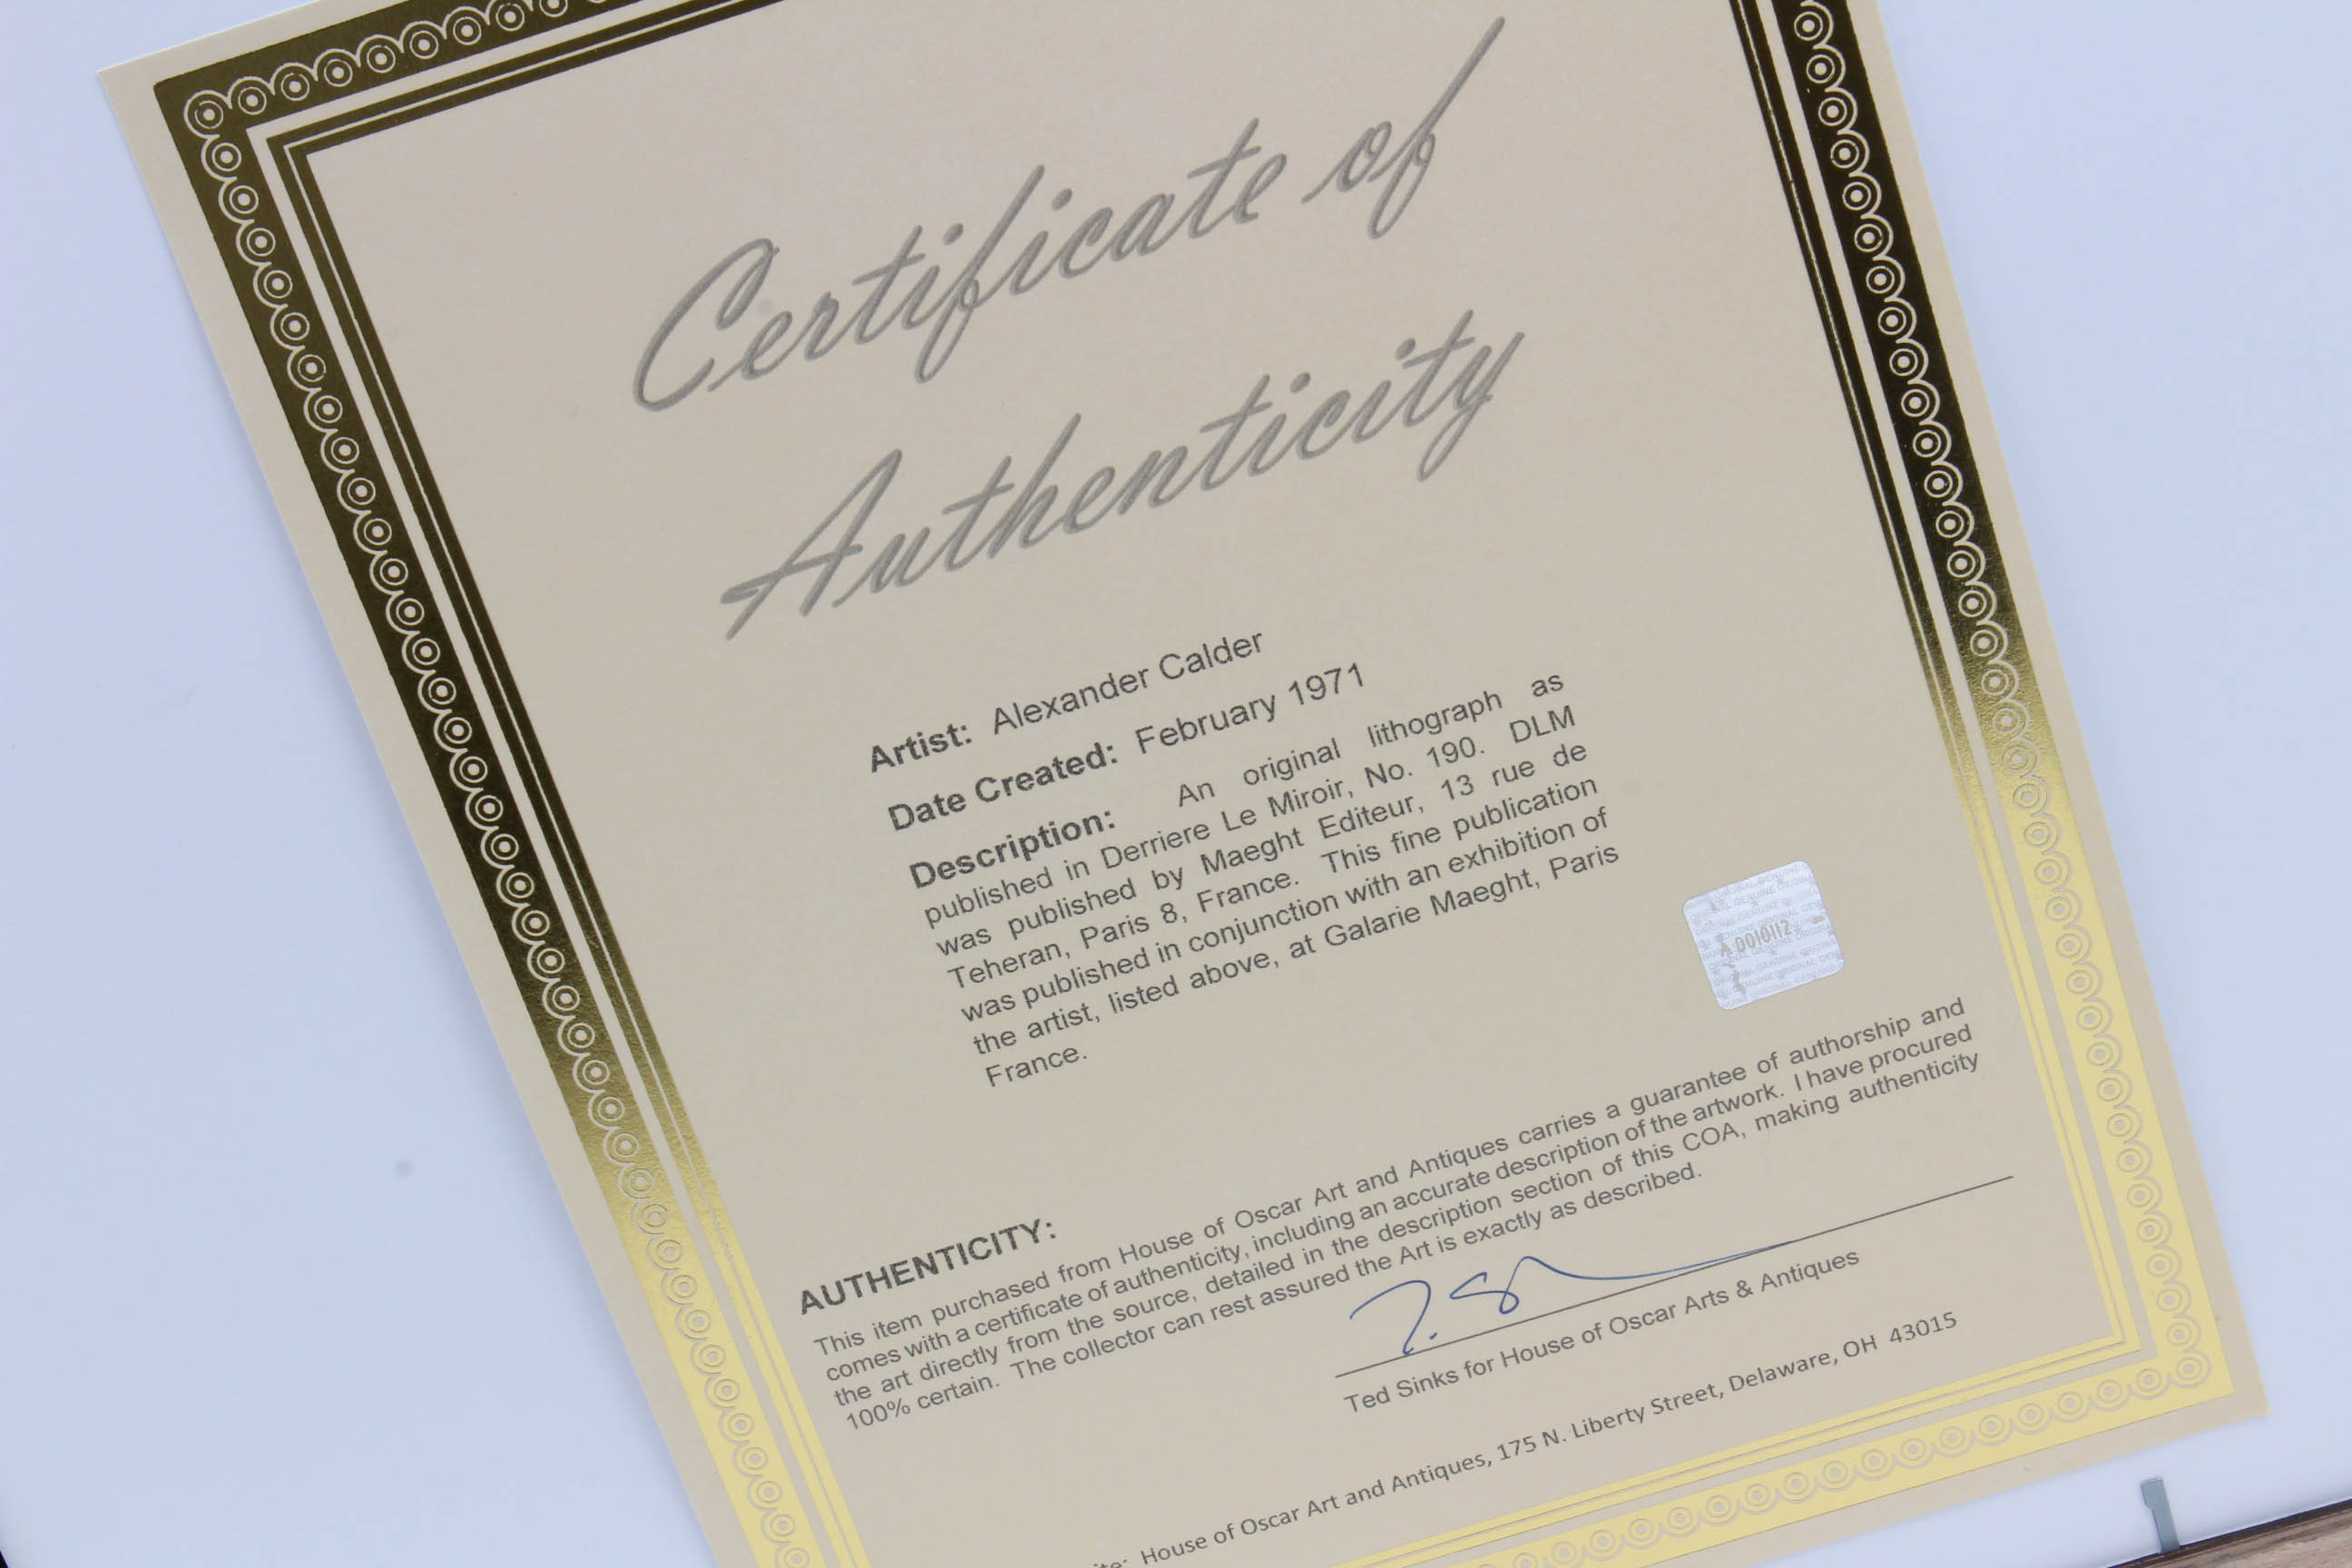 Certificate of
Authenticity
Artist: Alexander Calder
Date Created: February 1971
Description: An original lithograph as
published in Derriere Le Miroir, No. 190. DLM
was published by Maeght Editeur, 13 rue de
Teheran, Paris 8, France. This fine publication
was published in conjunction with an exhibition of
the artist, listed above, at Galarie Maeght, Paris
France.
A 0010112
AUTHENTICITY:
This item purchased from House of Oscar Art and Antiques carries a guarantee of authorship and
comes with a certificate of authenticity, including an accurate description of the artwork. I have procured
the art directly from the source, detailed in the description section of this COA, making authenticity
100% certain. The collector can rest assured the Art is exactly as described.
Ted Sinks for House of Oscar Arts & Antiques
House of Oscar Art and Antiques, 175 N. Liberty Street, Delaware, OH 43015